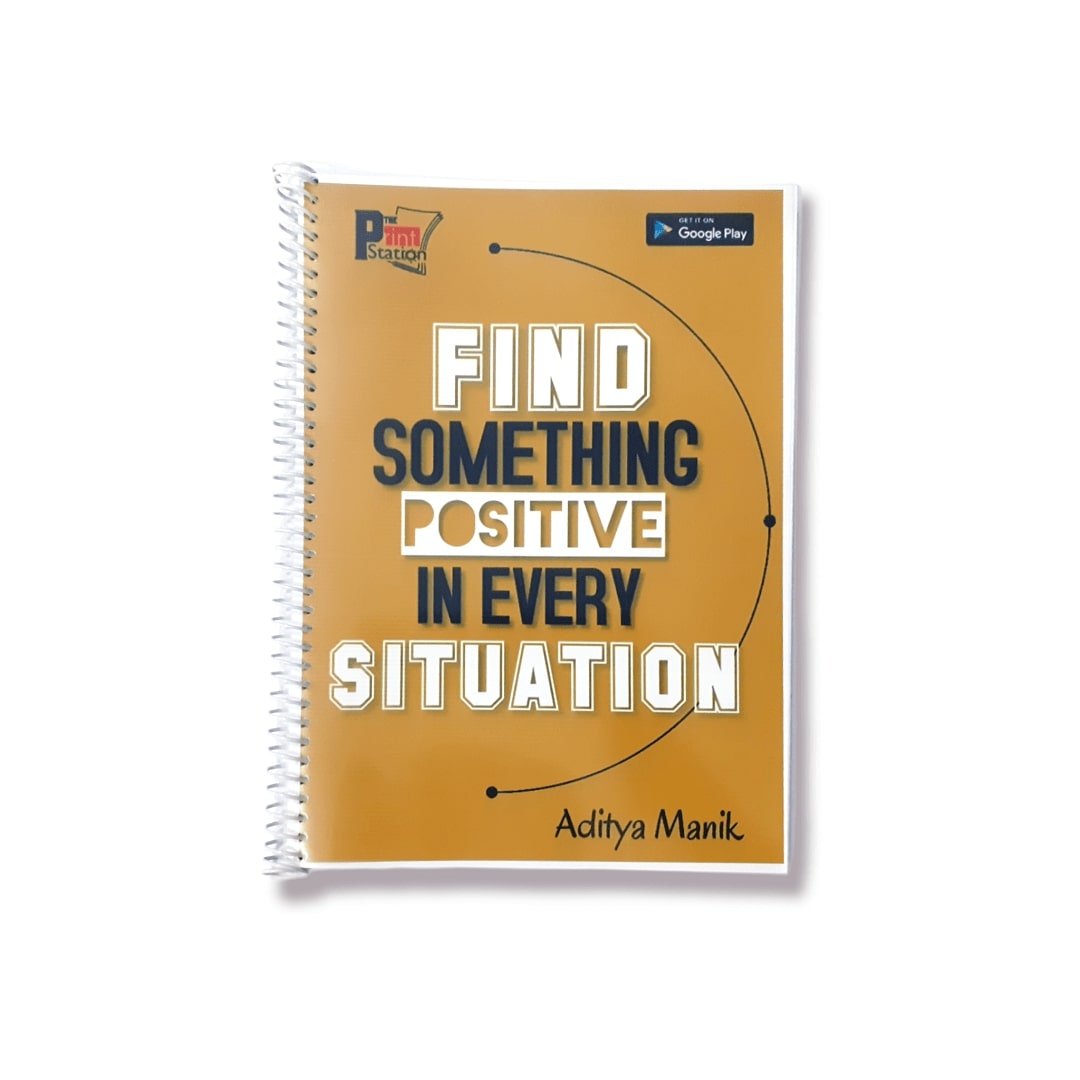 THE
Print
Station
GET IT ON
Google Play
FIND
SOMETHING
POSITIVE
IN EVERY
SITUATION
Aditya Manik